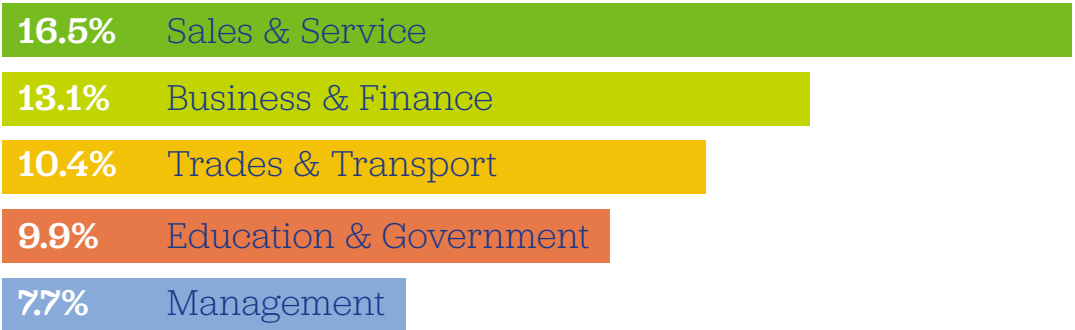 16.5% Sales & Service
13.1% Business & Finance
10.4% Trades & Transport
9.9% Education & Government
7.7% Management